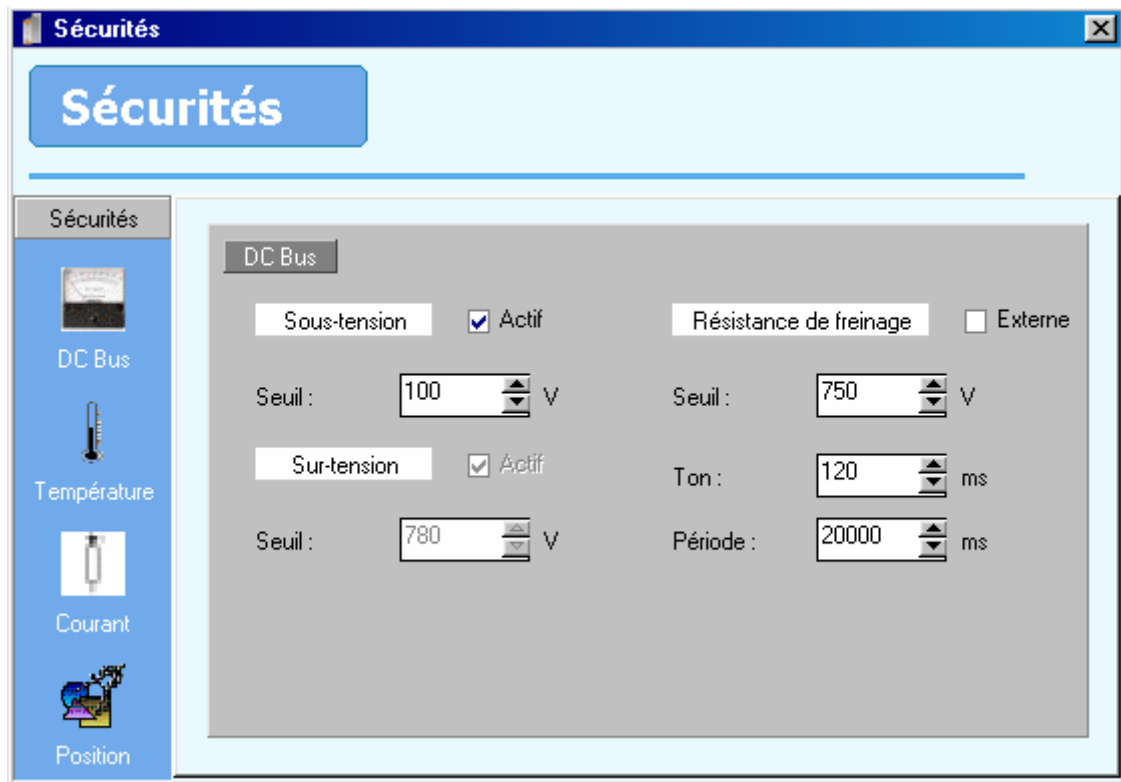 Sécurités
Sécurités
Sécurités
DC Bus
Température
Courant
Position
DC Bus
Sous-tension Actif
Seuil : 100 V
Sur-tension Actif
Seuil : 780 V
Résistance de freinage Externe
Seuil : 750 V
Ton : 120 ms
Période : 20000 ms